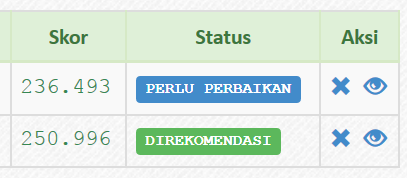 Skor Status Aksi
236.493 PERLU PERBAIKAN
250.996 DIREKOMENDASI